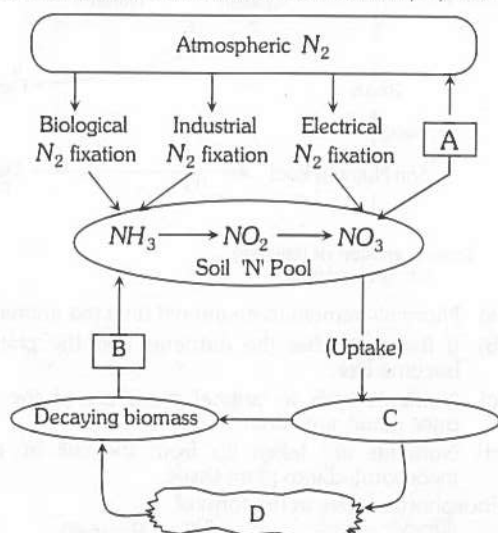 Atmospheric N₂
Biological Industrial Electrical
N₂ fixation N₂ fixation N₂ fixation
A
NH₃ NO₂ NO₃
Soil 'N' Pool
B
(Uptake)
Decaying biomass
C
D